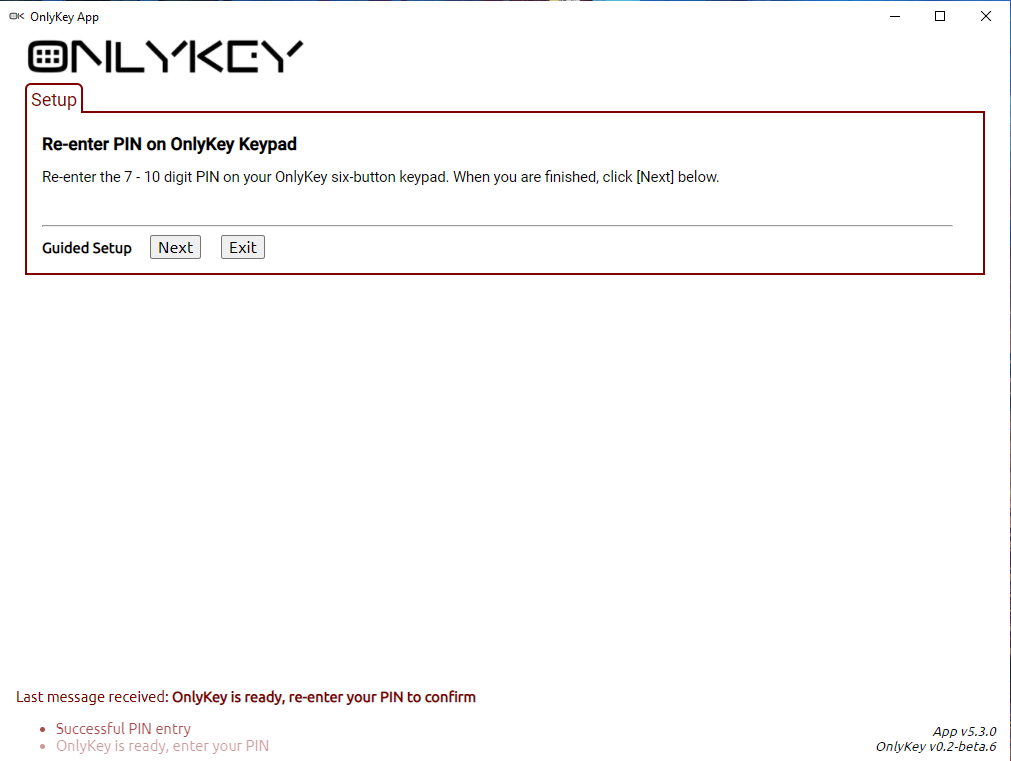 OnlyKey App
ONLYKEY
Setup
Re-enter PIN on OnlyKey Keypad
Re-enter the 7 - 10 digit PIN on your OnlyKey six-button keypad. When you are finished, click [Next] below.
Guided Setup Next Exit
Last message received: OnlyKey is ready, re-enter your PIN to confirm
Successful PIN entry
OnlyKey is ready, enter your PIN
App v5.3.0
OnlyKey v0.2-beta.6